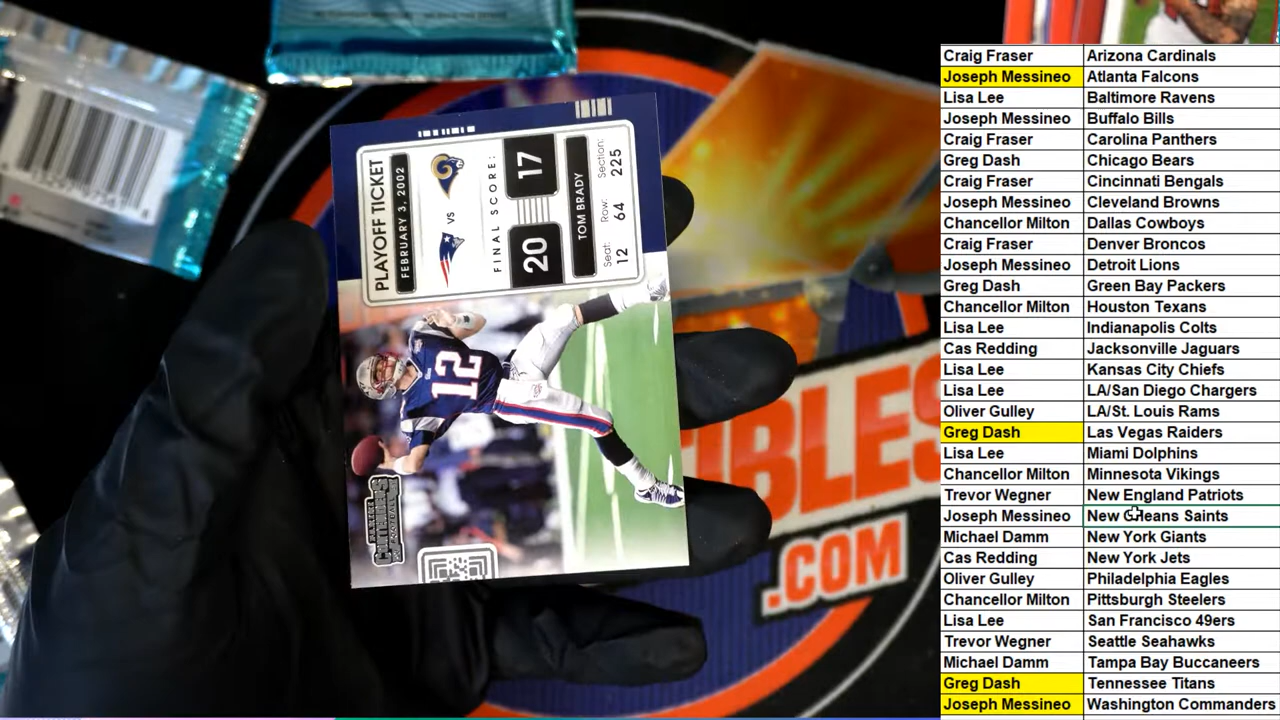 PLAYOFF TICKET
FEBRUARY 3, 2002
VS
FINAL SCORE:
20 17
TOM BRADY
Seat: Row: Section:
12 64 225
12
PANINI
CONTENDERS
FOOTBALL
TIBLES
.COM
Craig Fraser Arizona Cardinals
Joseph Messineo Atlanta Falcons
Lisa Lee Baltimore Ravens
Joseph Messineo Buffalo Bills
Craig Fraser Carolina Panthers
Greg Dash Chicago Bears
Craig Fraser Cincinnati Bengals
Joseph Messineo Cleveland Browns
Chancellor Milton Dallas Cowboys
Craig Fraser Denver Broncos
Joseph Messineo Detroit Lions
Greg Dash Green Bay Packers
Chancellor Milton Houston Texans
Lisa Lee Indianapolis Colts
Cas Redding Jacksonville Jaguars
Lisa Lee Kansas City Chiefs
Lisa Lee LA/San Diego Chargers
Oliver Gulley LA/St. Louis Rams
Greg Dash Las Vegas Raiders
Lisa Lee Miami Dolphins
Chancellor Milton Minnesota Vikings
Trevor Wegner New England Patriots
Joseph Messineo New Orleans Saints
Michael Damm New York Giants
Cas Redding New York Jets
Oliver Gulley Philadelphia Eagles
Chancellor Milton Pittsburgh Steelers
Lisa Lee San Francisco 49ers
Trevor Wegner Seattle Seahawks
Michael Damm Tampa Bay Buccaneers
Greg Dash Tennessee Titans
Joseph Messineo Washington Commanders